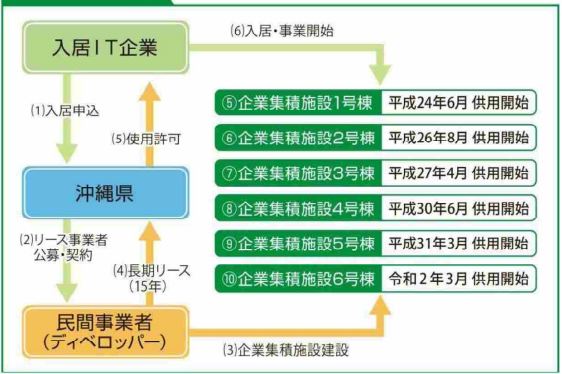 入居IT企業
(6)入居・事業開始
(1)入居申込
(5)使用許可
沖縄県
(2)リース事業者
公募・契約
(4)長期リース
(15年)
民間事業者
(ディベロッパー)
(3)企業集積施設建設
⑤企業集積施設1号棟 平成24年6月 供用開始
⑥企業集積施設2号棟 平成26年8月 供用開始
⑦企業集積施設3号棟 平成27年4月 供用開始
⑧企業集積施設4号棟 平成30年6月 供用開始
⑨企業集積施設5号棟 平成31年3月 供用開始
⑩企業集積施設6号棟 令和2年3月 供用開始